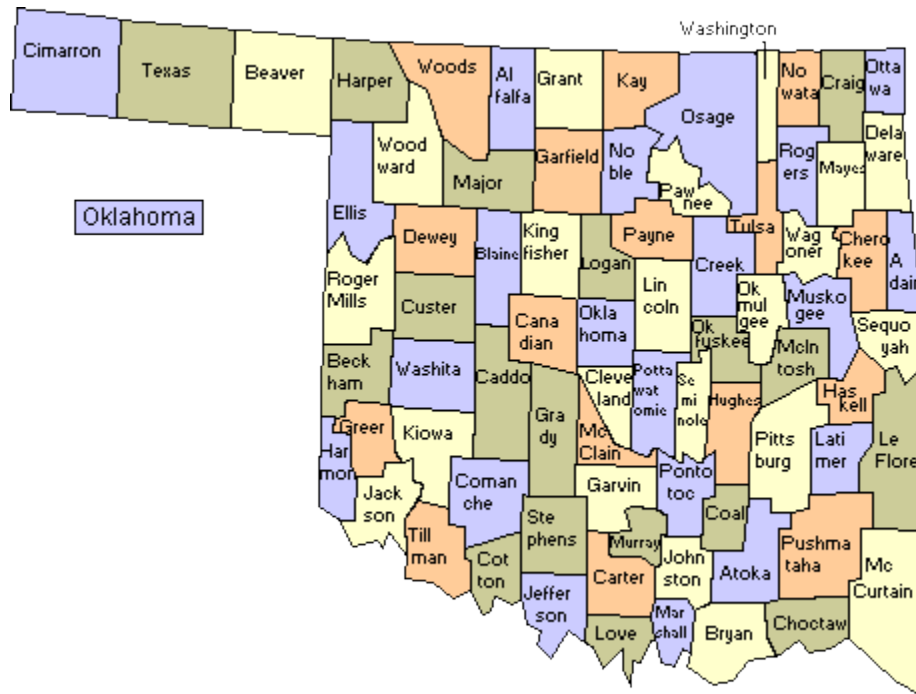 Washington
Cimarron
Texas
Beaver
Harper
Woods
Al
falfa
Grant
Kay
Osage
No
wata
Craig
Otta
wa
Wood
ward
Major
Garfield
No
ble
Paw
nee
Rog
ers
Mayes
Dela
ware
Oklahoma
Ellis
Dewey
Blaine
King
fisher
Logan
Payne
Creek
Tulsa
Wag
oner
Chero
kee
A
dair
Roger
Mills
Custer
Cana
dian
Okla
homa
Lin
coln
Ok
mul
gee
Musko
gee
Sequo
yah
Beck
ham
Washita
Caddo
Gra
dy
Cleve
land
Potta
wat
omie
Se
mi
nole
Ok
fuskee
Hughes
McIn
tosh
Has
kell
Greer
Kiowa
Mc
Clain
Har
mon
Jack
son
Coman
che
Garvin
Ponto
toc
Pitts
burg
Lati
mer
Le
Flore
Till
man
Cot
ton
Ste
phens
Murray
Coal
John
ston
Atoka
Pushma
taha
Mc
Curtain
Jeffer
son
Carter
Love
Mar
shall
Bryan
Choctaw